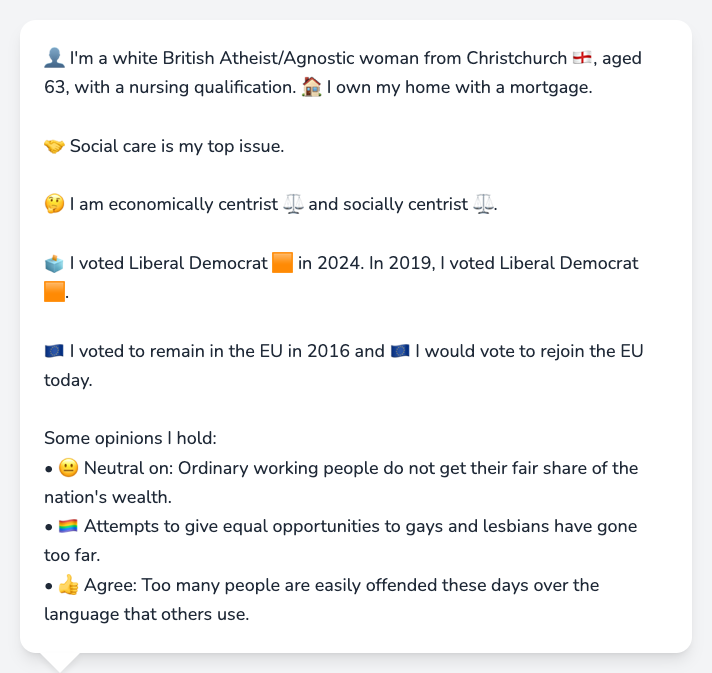 👤 I'm a white British Atheist/Agnostic woman from Christchurch 🏴󠁧󠁢󠁥󠁮󠁧󠁿, aged
63, with a nursing qualification. 🏠 I own my home with a mortgage.
🤝 Social care is my top issue.
🤔 I am economically centrist ⚖️ and socially centrist ⚖️.
🗳️ I voted Liberal Democrat 🟧 in 2024. In 2019, I voted Liberal Democrat
🟧.
🇪🇺 I voted to remain in the EU in 2016 and 🇪🇺 I would vote to rejoin the EU
today.
Some opinions I hold:
• 😐 Neutral on: Ordinary working people do not get their fair share of the
nation's wealth.
• 🏳️‍🌈 Attempts to give equal opportunities to gays and lesbians have gone
too far.
• 👍 Agree: Too many people are easily offended these days over the
language that others use.